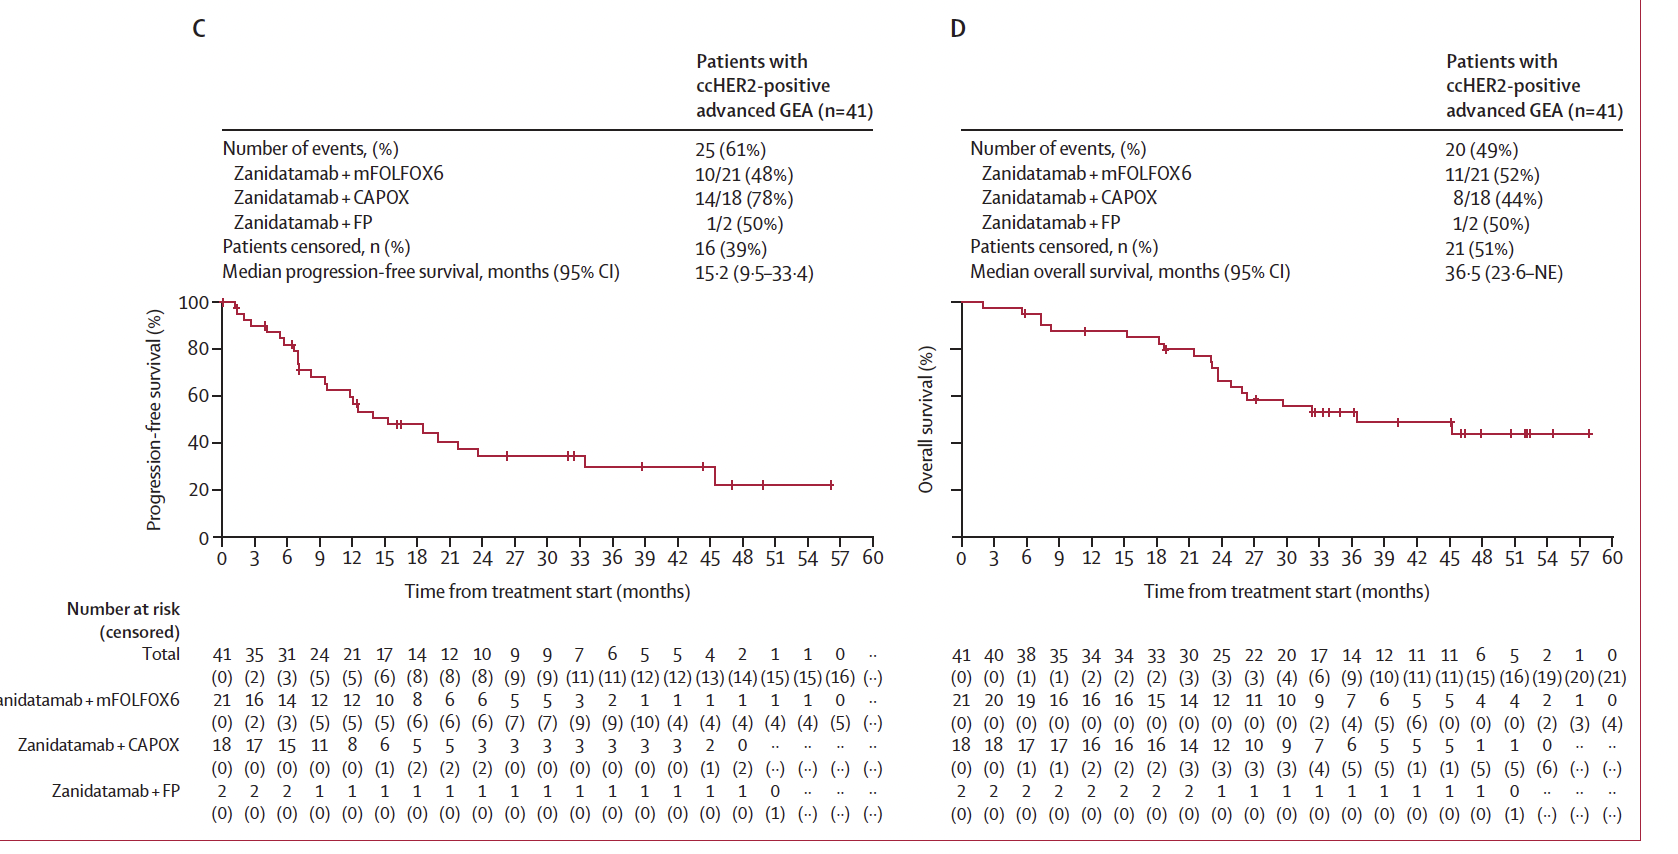 C
Patients with
ccHER2-positive
advanced GEA (n=41)
Number of events, (%) 25 (61%)
Zanidatamab + mFOLFOX6 10/21 (48%)
Zanidatamab + CAPOX 14/18 (78%)
Zanidatamab + FP 1/2 (50%)
Patients censored, n (%) 16 (39%)
Median progression-free survival, months (95% CI) 15·2 (9·5–33·4)
Progression-free survival (%)
100
80
60
40
20
0
0 3 6 9 12 15 18 21 24 27 30 33 36 39 42 45 48 51 54 57 60
Time from treatment start (months)
D
Patients with
ccHER2-positive
advanced GEA (n=41)
Number of events, (%) 20 (49%)
Zanidatamab + mFOLFOX6 11/21 (52%)
Zanidatamab + CAPOX 8/18 (44%)
Zanidatamab + FP 1/2 (50%)
Patients censored, n (%) 21 (51%)
Median overall survival, months (95% CI) 36·5 (23·6–NE)
Overall survival (%)
0 3 6 9 12 15 18 21 24 27 30 33 36 39 42 45 48 51 54 57 60
Time from treatment start (months)
Number at risk
(censored)
Total 41 35 31 24 21 17 14 12 10 9 9 7 6 5 5 4 2 1 1 0 ·· 41 40 38 35 34 34 33 30 25 22 20 17 14 12 11 11 6 5 2 1 0
(0) (2) (3) (5) (5) (6) (8) (8) (8) (9) (9) (11) (11) (12) (12) (13) (14) (15) (15) (16) (··) (0) (0) (1) (1) (2) (2) (2) (3) (3) (3) (4) (6) (9) (10) (11) (11) (15) (16) (19) (20) (21)
anidatamab + mFOLFOX6 21 16 14 12 12 10 8 6 6 5 5 3 2 1 1 1 1 1 1 0 ·· 21 20 19 16 16 16 15 14 12 11 10 9 7 6 5 5 4 4 2 1 0
(0) (2) (3) (5) (5) (5) (6) (6) (6) (7) (7) (9) (9) (10) (4) (4) (4) (4) (4) (5) (··) (0) (0) (0) (0) (0) (0) (0) (0) (0) (0) (0) (2) (4) (5) (6) (0) (0) (0) (2) (3) (4)
Zanidatamab + CAPOX 18 17 15 11 8 6 5 5 3 3 3 3 3 3 3 2 0 ·· ·· ·· ·· 18 18 17 17 16 16 16 14 12 10 9 7 6 5 5 5 1 1 0 ·· ··
(0) (0) (0) (0) (0) (1) (2) (2) (2) (0) (0) (0) (0) (0) (0) (1) (2) (··) (··) (··) (··) (0) (0) (1) (1) (2) (2) (2) (3) (3) (3) (3) (4) (5) (5) (1) (1) (5) (5) (6) (··) (··)
Zanidatamab + FP 2 2 2 1 1 1 1 1 1 1 1 1 1 1 1 1 1 0 ·· ·· ·· 2 2 2 2 2 2 2 2 1 1 1 1 1 1 1 1 1 0 ·· ·· ··
(0) (0) (0) (0) (0) (0) (0) (0) (0) (0) (0) (0) (0) (0) (0) (0) (0) (1) (··) (··) (··) (0) (0) (0) (0) (0) (0) (0) (0) (0) (0) (0) (0) (0) (0) (0) (0) (0) (1) (··) (··) (··)